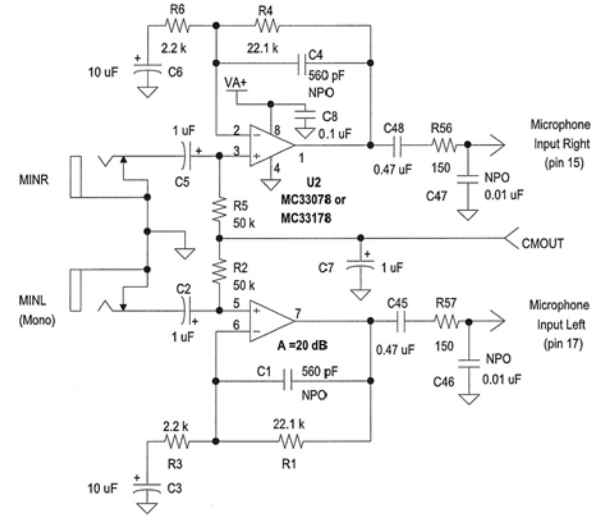 R6
R4
2.2 k
22.1 k
+
10 uF
C6
C4
560 pF
NPO
VA+
C8
0.1 uF
1 uF
+
C5
2
−
8
3
+
4
1
C48
R56
0.47 uF
150
Microphone
Input Right
(pin 15)
NPO
C47
0.01 uF
MINR
U2
MC33078 or
MC33178
R5
50 k
CMOUT
R2
50 k
C7
+
1 uF
MINL
(Mono)
C2
+
1 uF
5
+
6
−
7
A =20 dB
C45
R57
0.47 uF
150
Microphone
Input Left
(pin 17)
NPO
C46
0.01 uF
C1
560 pF
NPO
2.2 k
22.1 k
R3
R1
+
10 uF
C3